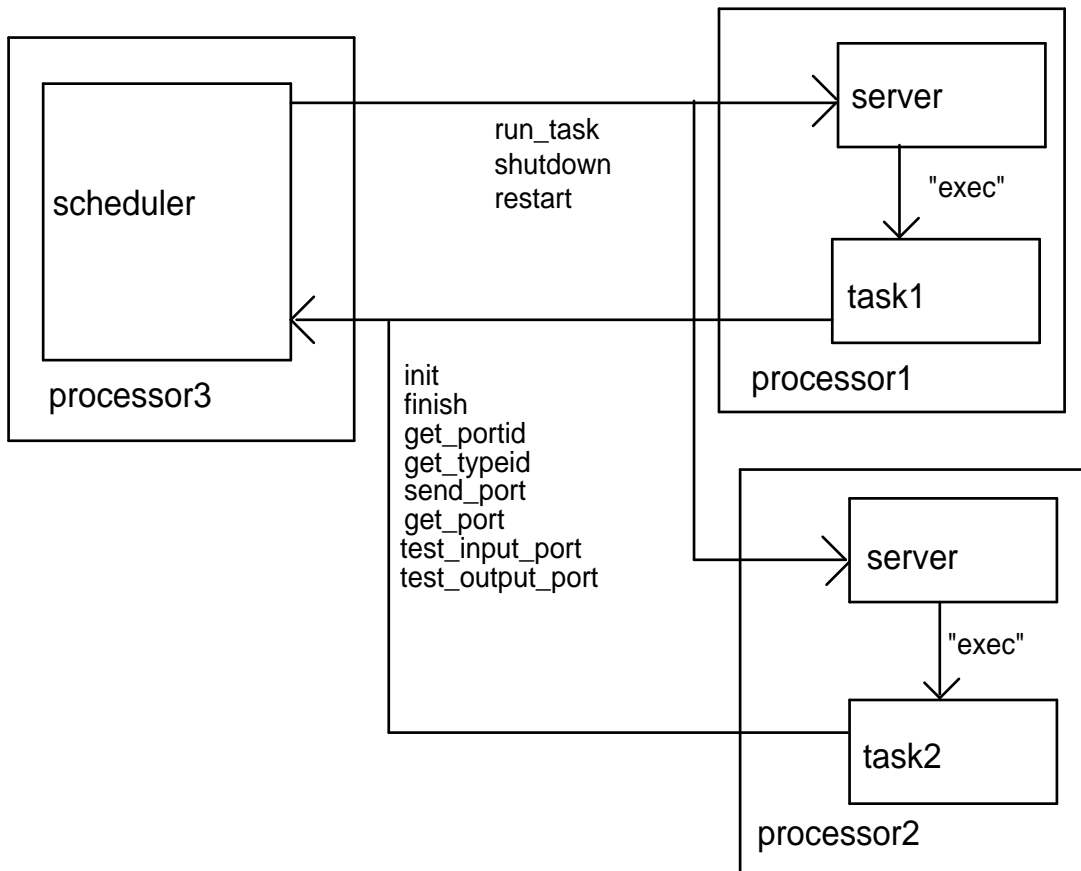 scheduler
processor3
run_task
shutdown
restart
server
"exec"
task1
processor1
init
finish
get_portid
get_typeid
send_port
get_port
test_input_port
test_output_port
server
"exec"
task2
processor2